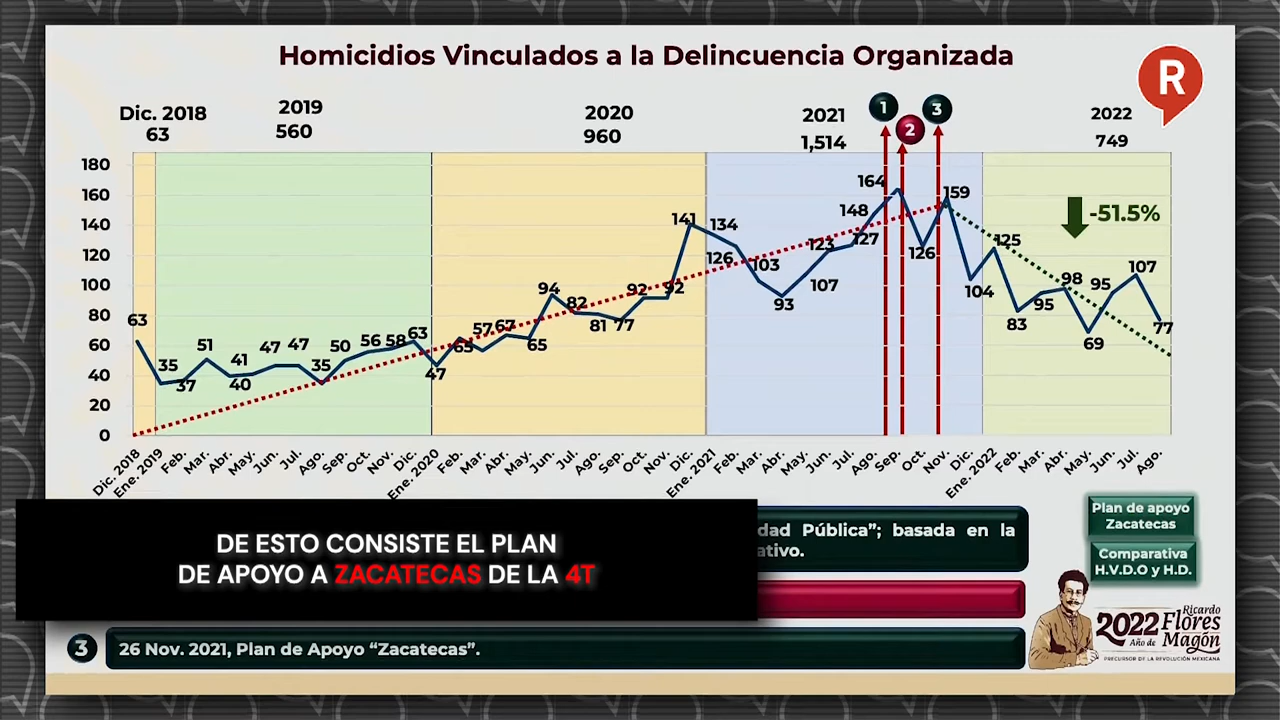 Homicidios Vinculados a la Delincuencia Organizada
R
Dic. 2018
63
2019
560
2020
960
2021
1,514
2022
749
1
2
3
180
160
140
120
100
80
60
40
20
0
63
35
37
51
40
41
47
47
35
50
56
58
63
47
65
57
67
65
94
82
81
77
92
92
141
134
126
103
93
107
123
127
148
164
126
159
104
125
83
95
98
69
95
107
77
-51.5%
Dic. 2018
Ene. 2019
Feb.
Mar.
Abr.
May.
Jun.
Jul.
Ago.
Sep.
Oct.
Nov.
Dic.
Ene. 2020
Feb.
Mar.
Abr.
May.
Jun.
Jul.
Ago.
Sep.
Oct.
Nov.
Dic.
Ene. 2021
Feb.
Mar.
Abr.
May.
Jun.
Jul.
Ago.
Sep.
Oct.
Nov.
Dic.
Ene. 2022
Feb.
Mar.
Abr.
May.
Jun.
Jul.
Ago.
dad Pública”; basada en la
ativo.
DE ESTO CONSISTE EL PLAN
DE APOYO A ZACATECAS DE LA 4T
3
26 Nov. 2021, Plan de Apoyo “Zacatecas”.
Plan de apoyo
Zacatecas
Comparativa
H.V.D.O y H.D.
2022
Año de
Ricardo
Flores
Magón
PRECURSOR DE LA REVOLUCIÓN MEXICANA